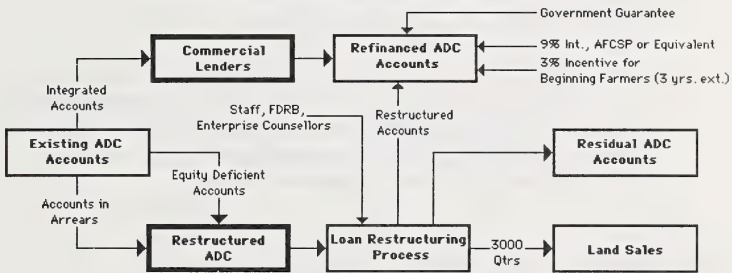 Government Guarantee
Commercial
Lenders
Refinanced ADC
Accounts
9% Int., AFCSP or Equivalent
3% Incentive for
Beginning Farmers (3 yrs. ext.)
Integrated
Accounts
Staff, FDRB,
Enterprise Counsellors
Restructured
Accounts
Existing ADC
Accounts
Equity Deficient
Accounts
Residual ADC
Accounts
Accounts in
Arrears
Restructured
ADC
Loan Restructuring
Process
3000
Qtrs
Land Sales